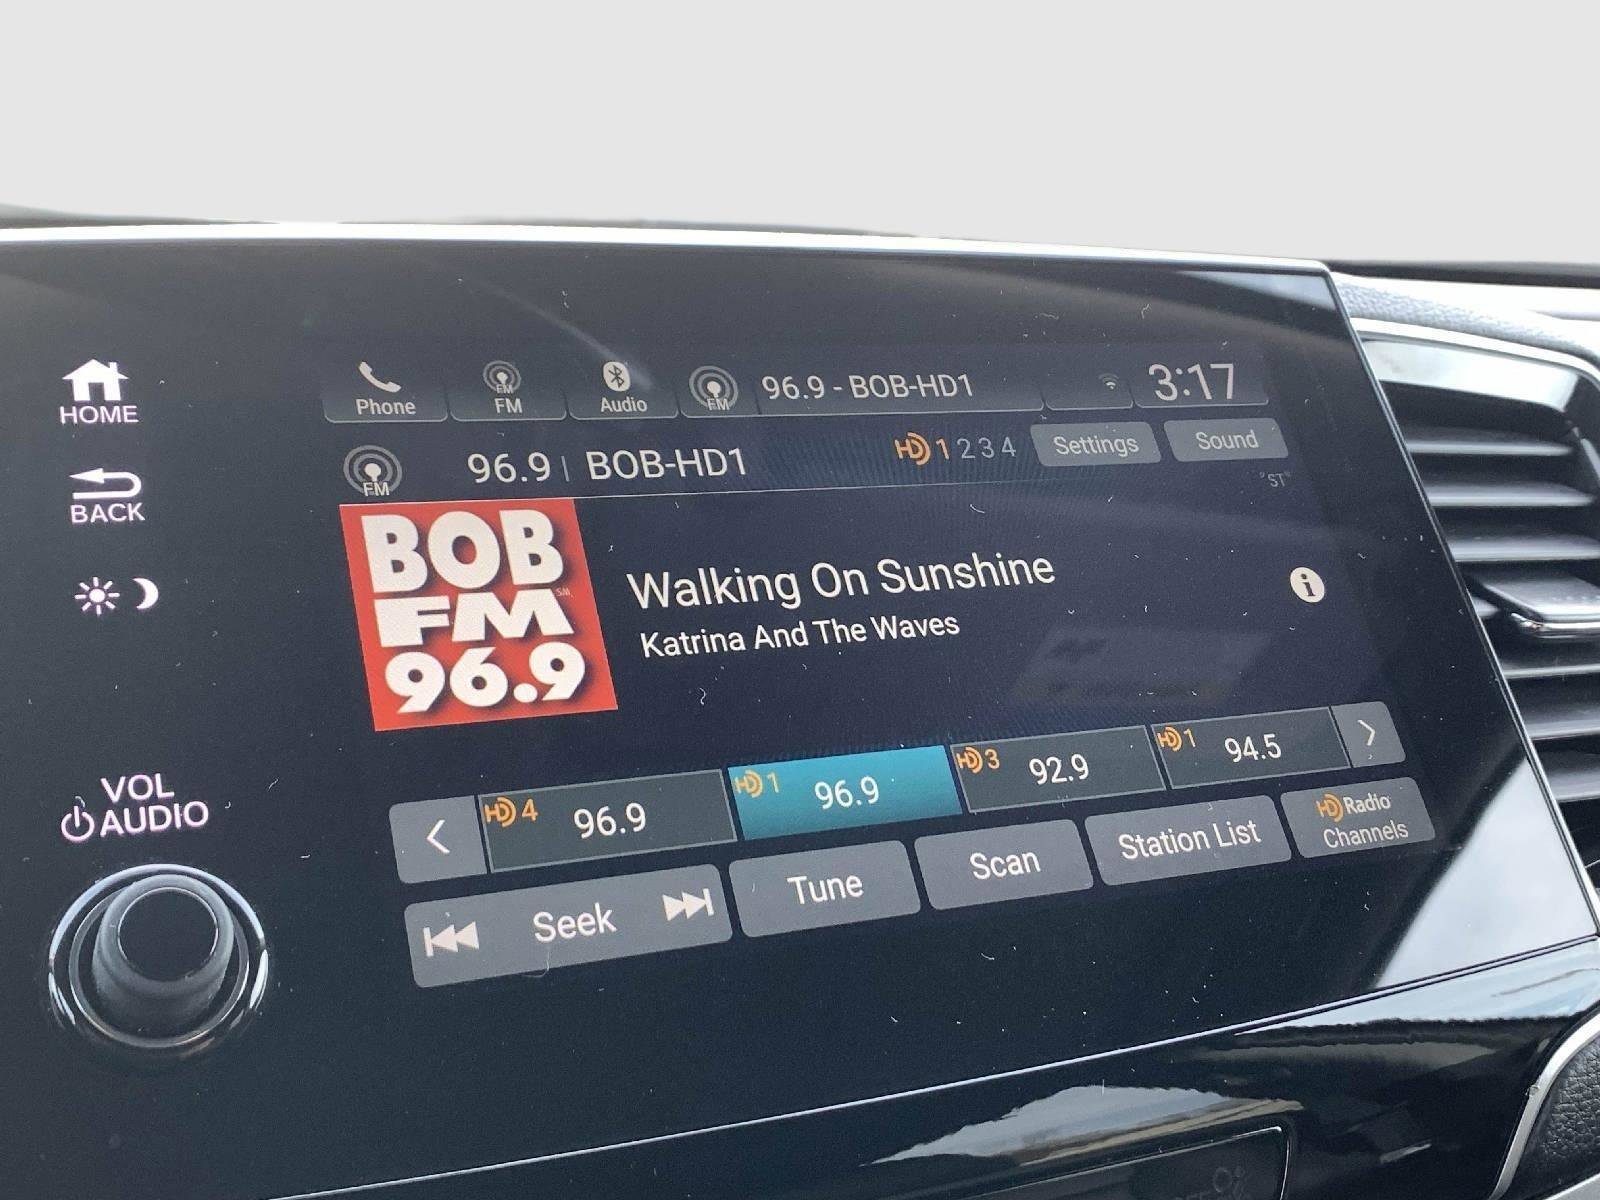 HOME
BACK
VOL
AUDIO
Phone
FM
FM
Audio
FM
96.9 - BOB-HD1
3:17
FM
96.9 | BOB-HD1
HD 1 2 3 4
Settings
Sound
"ST"
BOB
FM SM
96.9
Walking On Sunshine
Katrina And The Waves
i
HD 4 96.9
HD 1 96.9
HD 3 92.9
HD 1 94.5
Seek
Tune
Scan
Station List
HD Radio
Channels